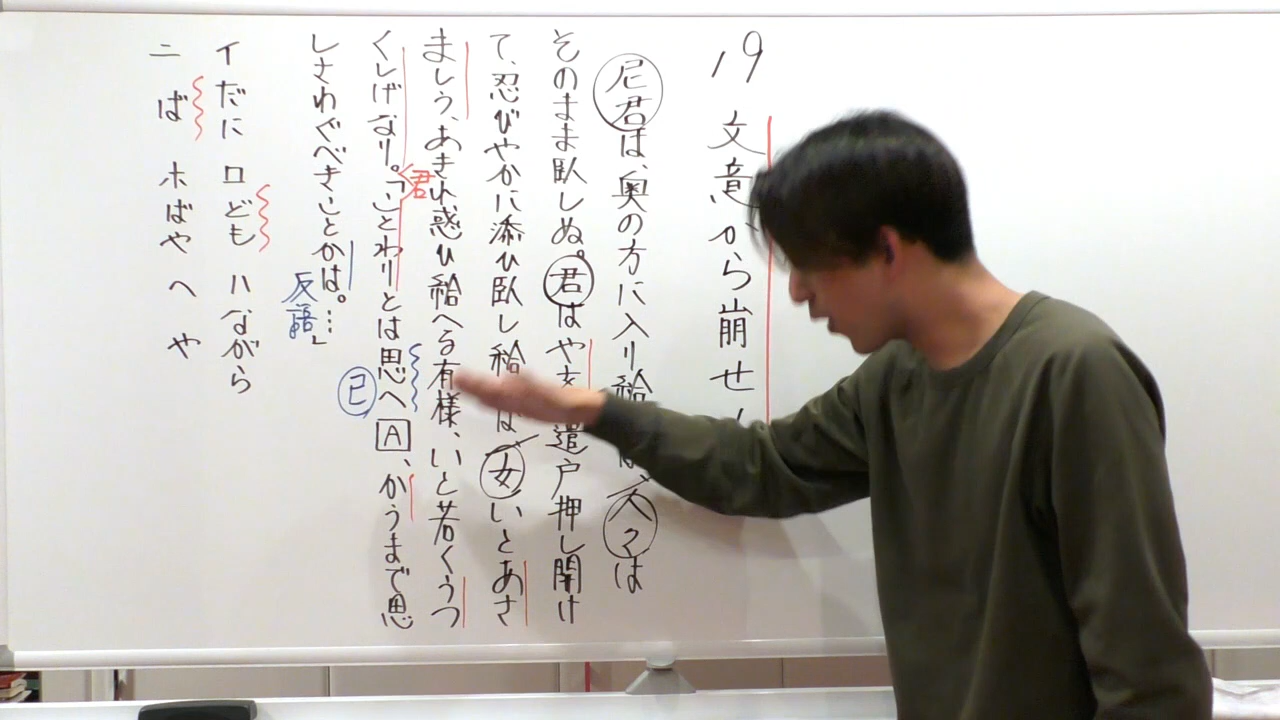 19 文意から崩せ
尼君は、奥の方に入り給 、人々は
そのまま臥しぬ。君はや 遣戸押し開け
て、忍びやかに添ひ臥し給 ば 女いとあさ
ましう、あきれ惑ひ給へる有様、いと若くうつ
くしげなり。「ことわりとは思へA、かうまで思
君
已
しさわぐべきことかは。…」
反語
イだに ロども ハながら
ニ ば ホばや ヘ や